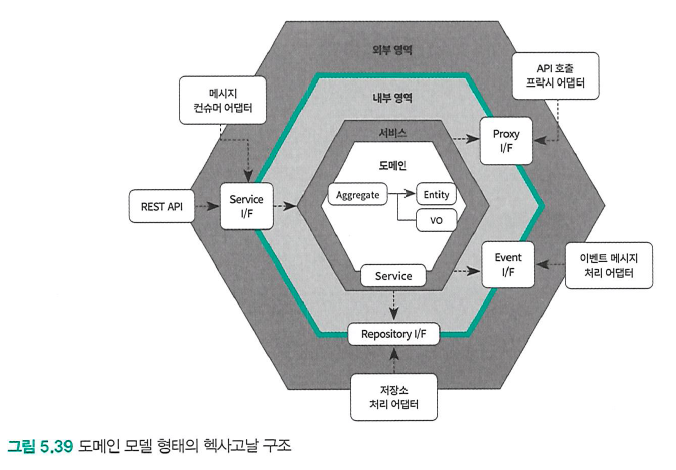 외부 영역
API 호출
프락시 어댑터
메시지
컨슈머 어댑터
내부 영역
서비스
Proxy
I/F
도메인
Aggregate
Entity
VO
REST API
Service
I/F
Event
I/F
이벤트 메시지
처리 어댑터
Service
Repository I/F
저장소
처리 어댑터
그림 5.39 도메인 모델 형태의 헥사고날 구조